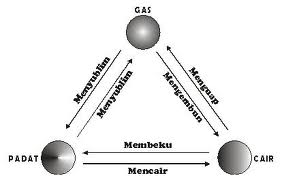 GAS
Menyublim
Menyublim
Menguap
Mengembun
PADAT
Membeku
Mencair
CAIR